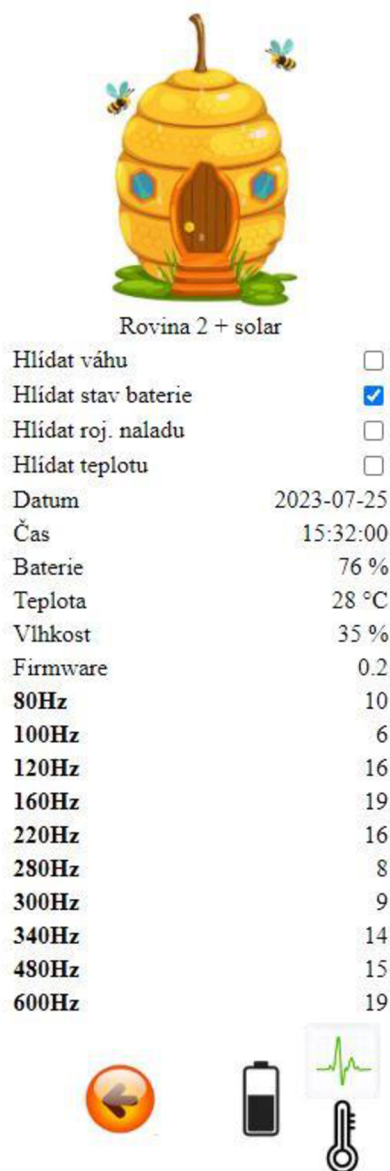 Rovina 2 + solar
Hlídat váhu
Hlídat stav baterie
Hlídat roj. naladu
Hlídat teplotu
Datum 2023-07-25
Čas 15:32:00
Baterie 76 %
Teplota 28 °C
Vlhkost 35 %
Firmware 0.2
80Hz 10
100Hz 6
120Hz 16
160Hz 19
220Hz 16
280Hz 8
300Hz 9
340Hz 14
480Hz 15
600Hz 19